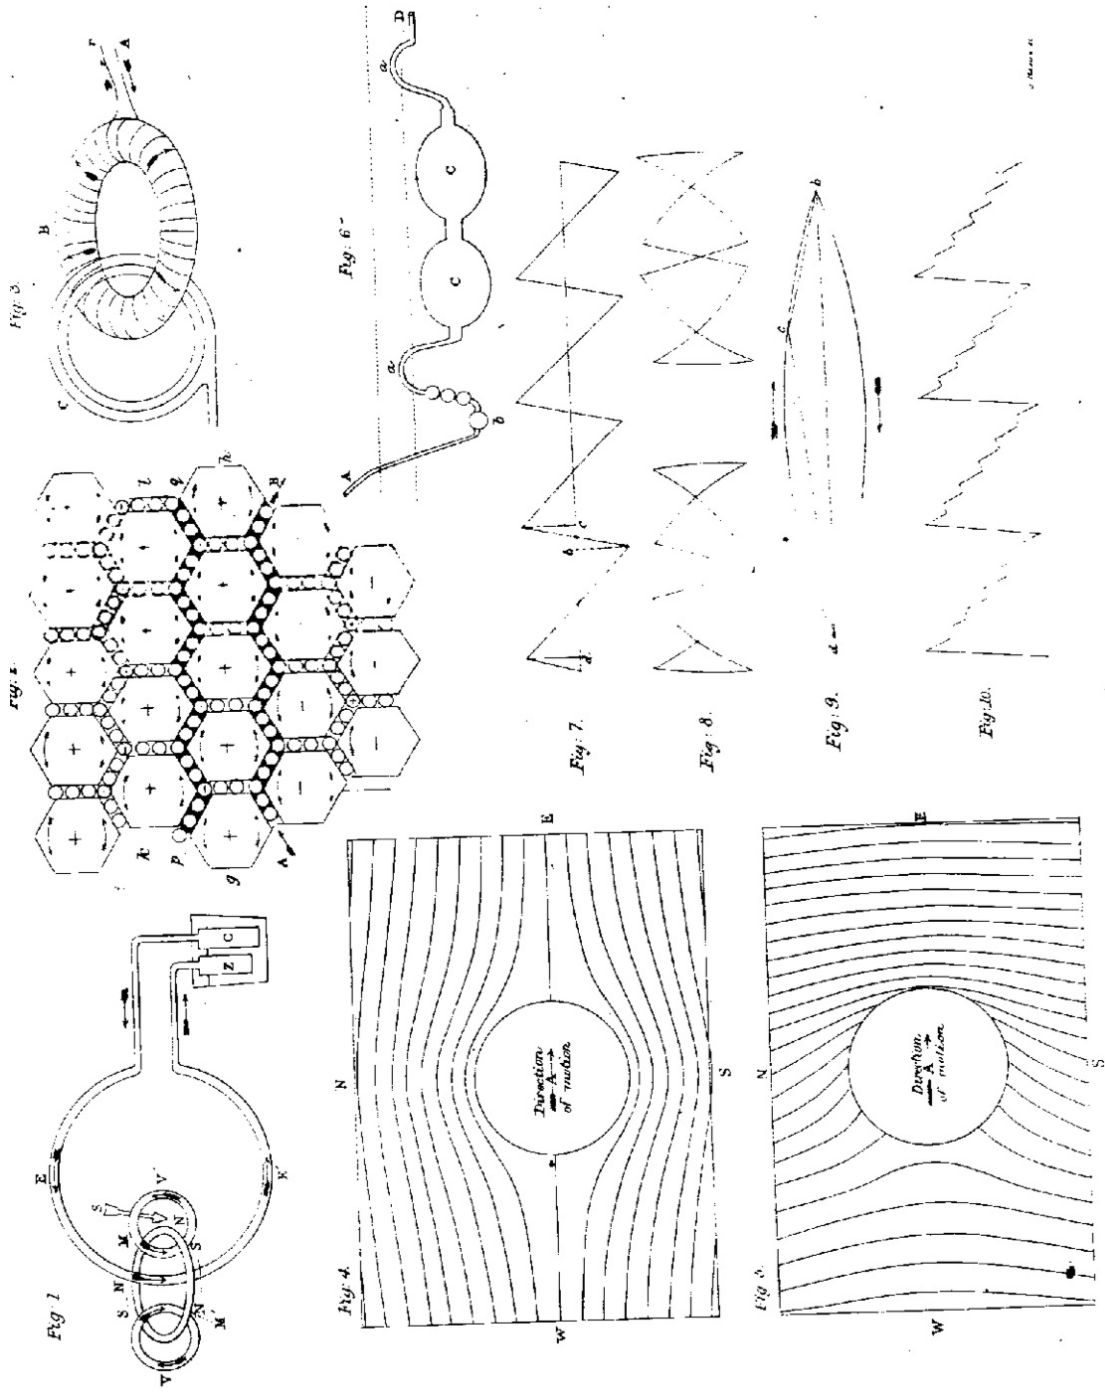 Fig: 1
E
E
V
V
V
N
S
M
S
N
S
N
M'
Z
C
Fig: 2.
k
p
g
A
l
q
h
B
Fig: 3.
B
C
A
r
Fig: 4.
N
E
S
W
Direction
A
of motion
Fig: 5.
N
E
S
W
Direction
A
of motion
Fig: 6
A
a
b
C
C
a
D
Fig: 7.
d
b
c
Fig: 8.
Fig: 9.
d
c
b
Fig: 10.